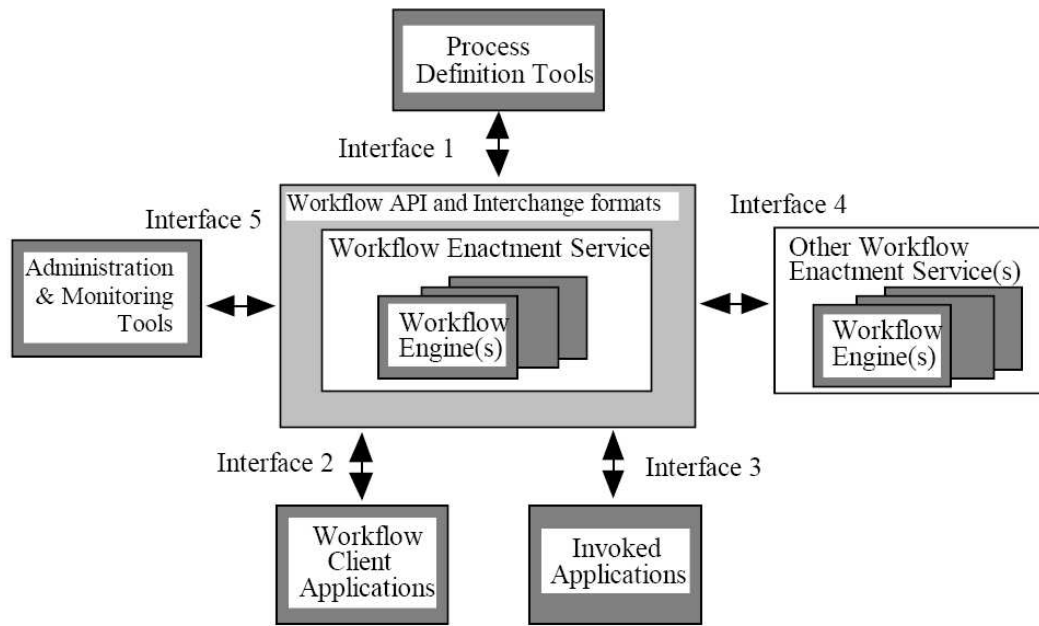 Process
Definition Tools
Interface 1
Workflow API and Interchange formats
Interface 5
Interface 4
Workflow Enactment Service
Other Workflow
Enactment Service(s)
Administration
& Monitoring
Tools
Workflow
Engine(s)
Workflow
Engine(s)
Interface 2
Interface 3
Workflow
Client
Applications
Invoked
Applications